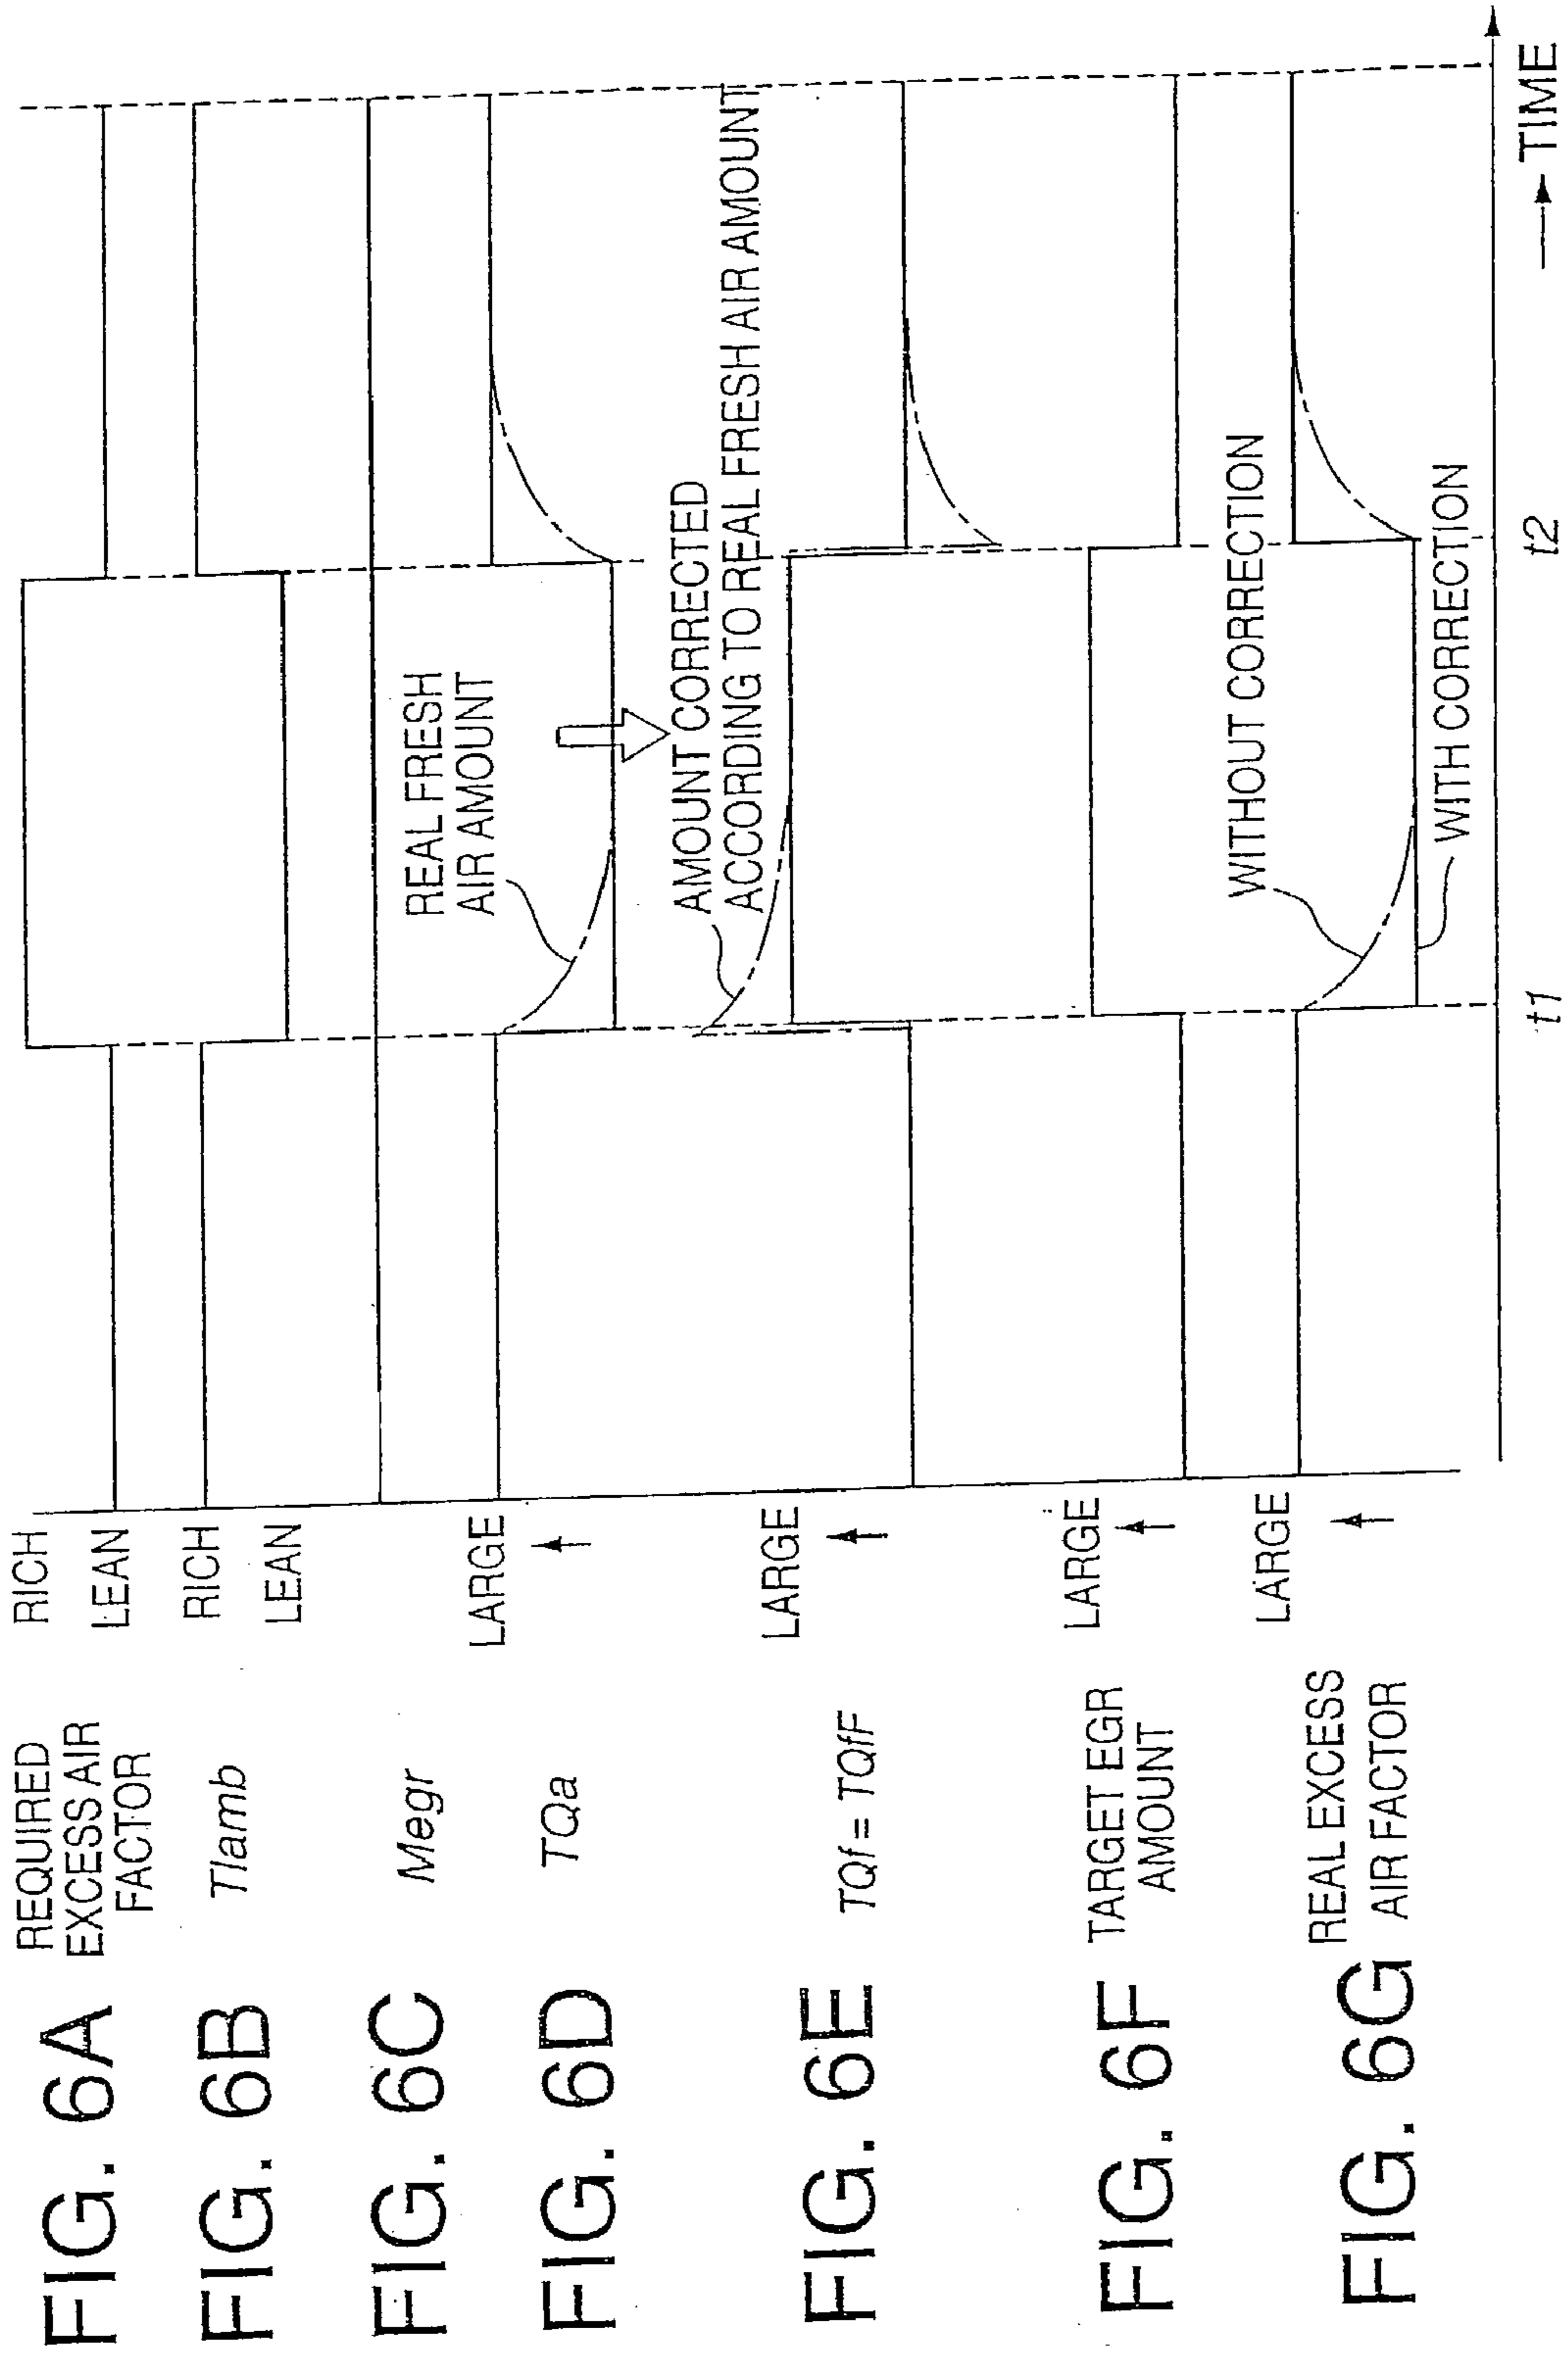 FIG. 6A
REQUIRED
EXCESS AIR
FACTOR
RICH
LEAN
FIG. 6B
Tlamb
RICH
LEAN
FIG. 6C
Megr
FIG. 6D
TQa
LARGE
REAL FRESH
AIR AMOUNT
FIG. 6E
TQf = TQfF
LARGE
AMOUNT CORRECTED
ACCORDING TO REAL FRESH AIR AMOUNT
FIG. 6F
TARGET EGR
AMOUNT
LARGE
FIG. 6G
REAL EXCESS
AIR FACTOR
LARGE
WITHOUT CORRECTION
WITH CORRECTION
t1
t2
TIME